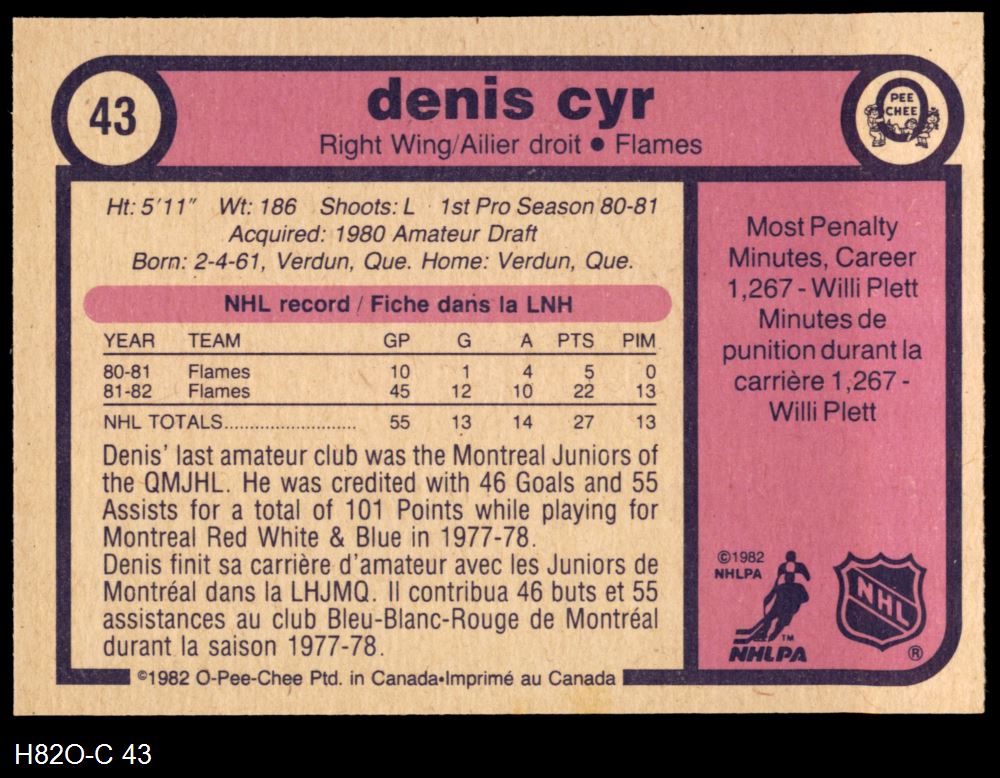 43
denis cyr
PEE
CHEE
Right Wing/Ailier droit • Flames
Ht: 5'11" Wt: 186 Shoots: L 1st Pro Season 80-81
Acquired: 1980 Amateur Draft
Born: 2-4-61, Verdun, Que. Home: Verdun, Que.
NHL record / Fiche dans la LNH
YEAR TEAM GP G A PTS PIM
80-81 Flames 10 1 4 5 0
81-82 Flames 45 12 10 22 13
NHL TOTALS.......................... 55 13 14 27 13
Denis' last amateur club was the Montreal Juniors of
the QMJHL. He was credited with 46 Goals and 55
Assists for a total of 101 Points while playing for
Montreal Red White & Blue in 1977-78.
Denis finit sa carrière d'amateur avec les Juniors de
Montréal dans la LHJMQ. Il contribua 46 buts et 55
assistances au club Bleu-Blanc-Rouge de Montréal
durant la saison 1977-78.
©1982 O-Pee-Chee Ptd. in Canada•Imprimé au Canada
Most Penalty
Minutes, Career
1,267 - Willi Plett
Minutes de
punition durant la
carrière 1,267 -
Willi Plett
©1982
NHLPA
TM
NHLPA
NHL
®
H82O-C 43